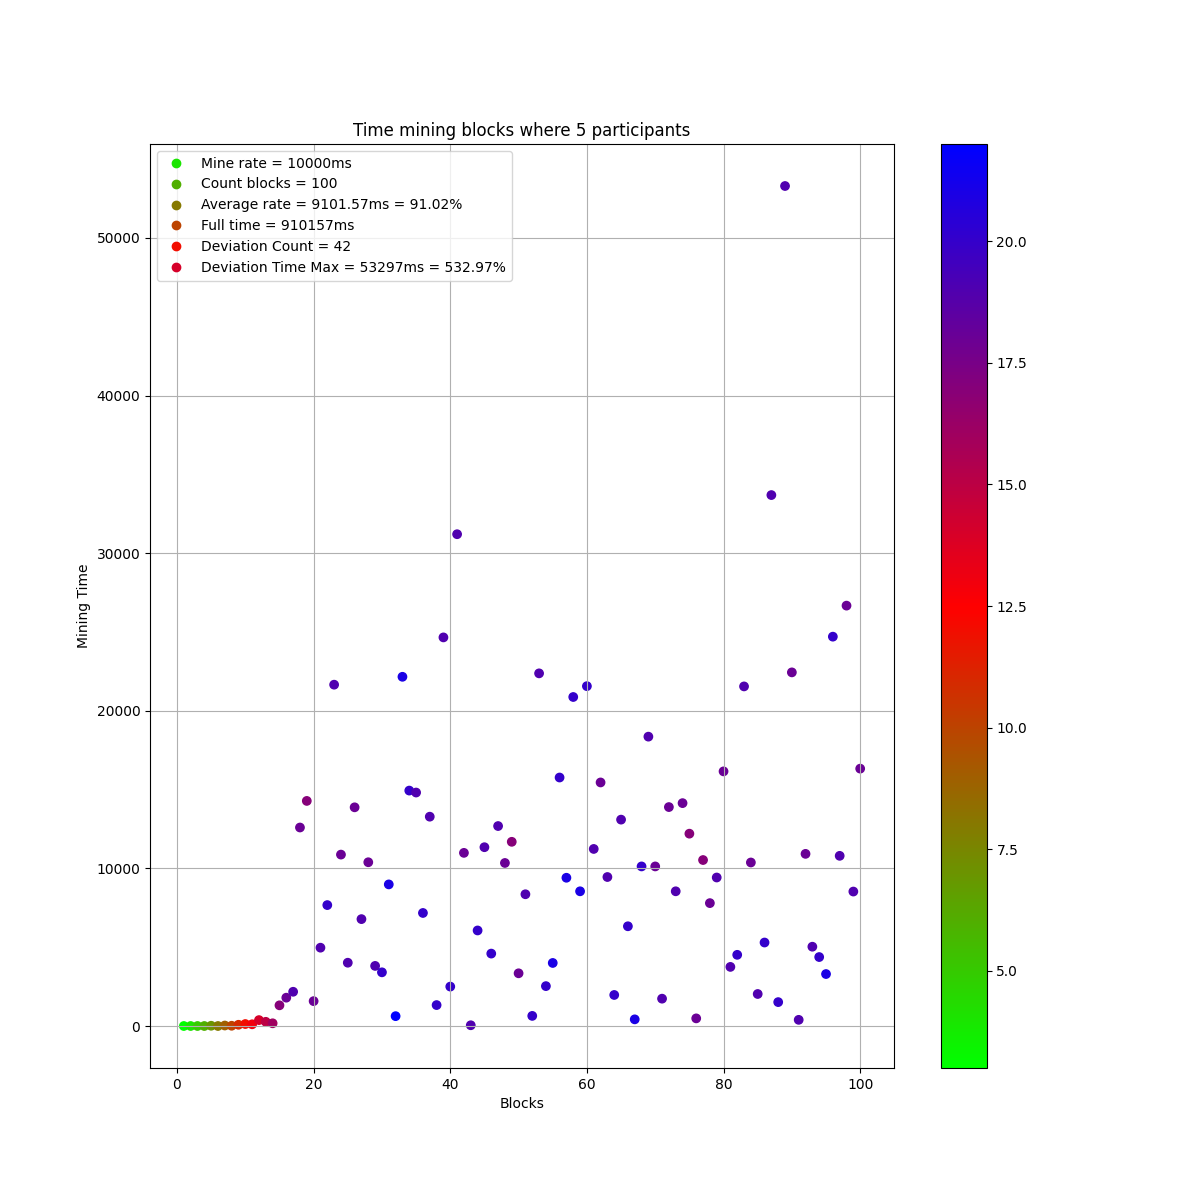 Time mining blocks where 5 participants
Mine rate = 10000ms
Count blocks = 100
Average rate = 9101.57ms = 91.02%
Full time = 910157ms
Deviation Count = 42
Deviation Time Max = 53297ms = 532.97%
50000
40000
30000
20000
10000
0
Mining Time
0 20 40 60 80 100
Blocks
20.0
17.5
15.0
12.5
10.0
7.5
5.0